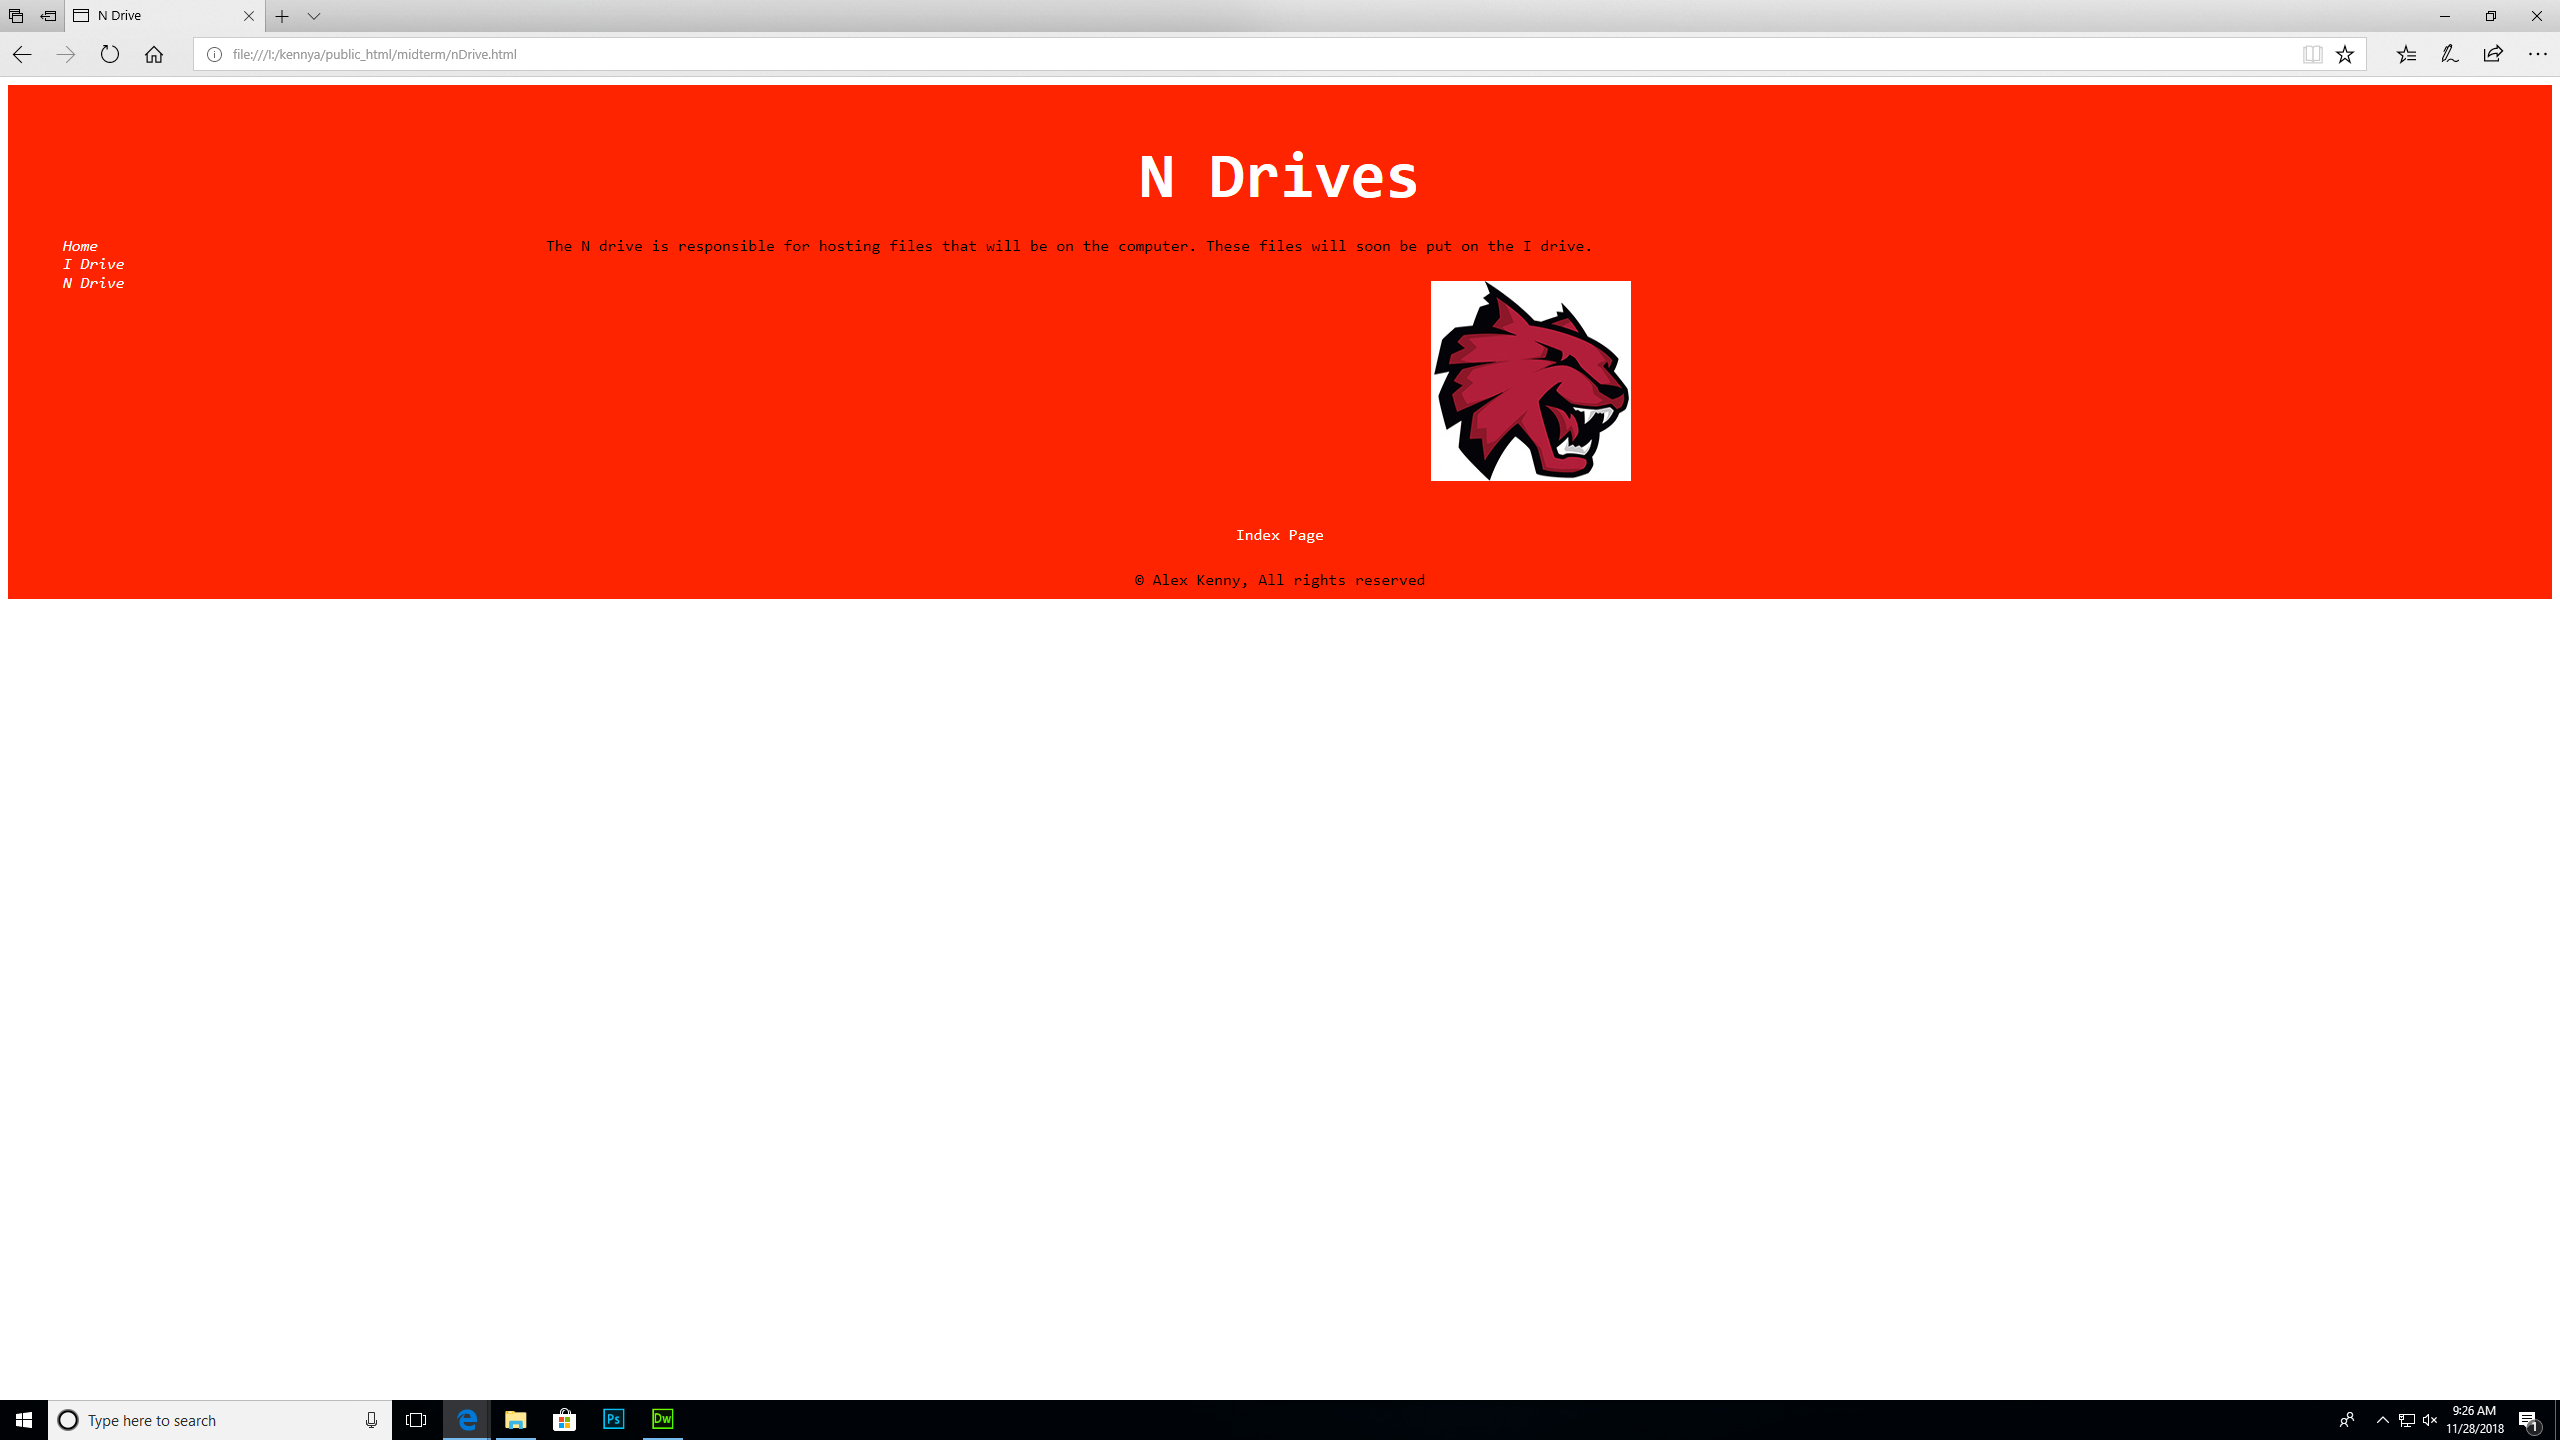 N Drive
file:///I:/kennya/public_html/midterm/nDrive.html
N Drives
Home
I Drive
N Drive
The N drive is responsible for hosting files that will be on the computer. These files will soon be put on the I drive.
Index Page
© Alex Kenny, All rights reserved
Type here to search
Ps
Dw
9:26 AM
11/28/2018
1